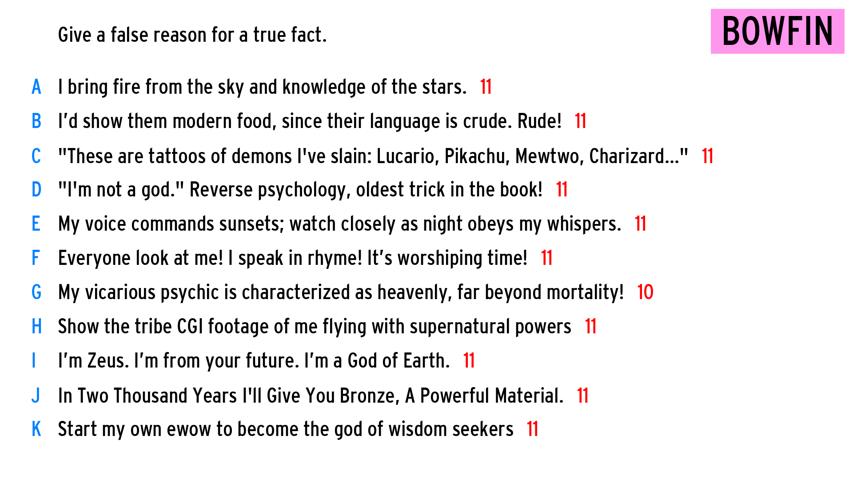 Give a false reason for a true fact.
BOWFIN
A I bring fire from the sky and knowledge of the stars. 11
B I'd show them modern food, since their language is crude. Rude! 11
C "These are tattoos of demons I've slain: Lucario, Pikachu, Mewtwo, Charizard..." 11
D "I'm not a god." Reverse psychology, oldest trick in the book! 11
E My voice commands sunsets; watch closely as night obeys my whispers. 11
F Everyone look at me! I speak in rhyme! It's worshiping time! 11
G My vicarious psychic is characterized as heavenly, far beyond mortality! 10
H Show the tribe CGI footage of me flying with supernatural powers 11
I I'm Zeus. I'm from your future. I'm a God of Earth. 11
J In Two Thousand Years I'll Give You Bronze, A Powerful Material. 11
K Start my own ewow to become the god of wisdom seekers 11